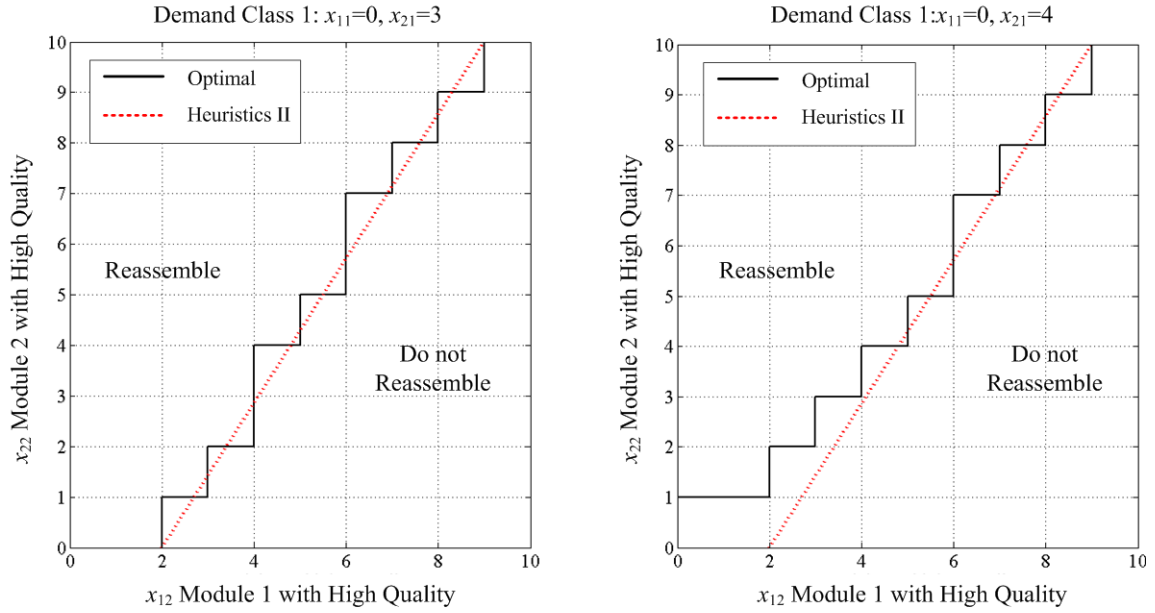 Demand Class 1: x₁₁=0, x₂₁=3
10
9
8
7
6
5
4
3
2
1
0
Optimal
Heuristics II
Reassemble
Do not
Reassemble
x₂₂ Module 2 with High Quality
0 2 4 6 8 10
x₁₂ Module 1 with High Quality
Demand Class 1:x₁₁=0, x₂₁=4
10
9
8
7
6
5
4
3
2
1
0
Optimal
Heuristics II
Reassemble
Do not
Reassemble
x₂₂ Module 2 with High Quality
0 2 4 6 8 10
x₁₂ Module 1 with High Quality